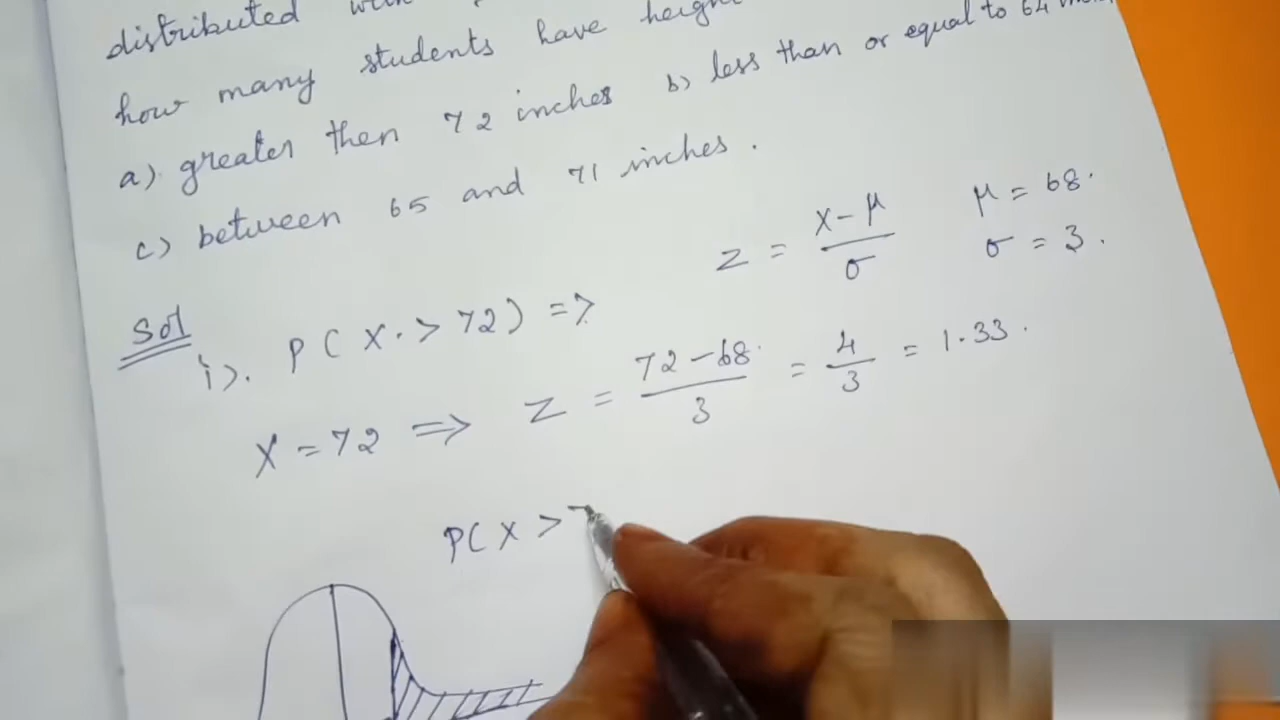 distributed
how many students have height
a). greater then 72 inches b) less than or equal to 64
c) between 65 and 71 inches.
z = X-μ/σ μ = 68.
σ = 3.
Sol
i). P(X.>72) =>
X=72 => Z = 72-68/3 = 4/3 = 1.33.
P(X >